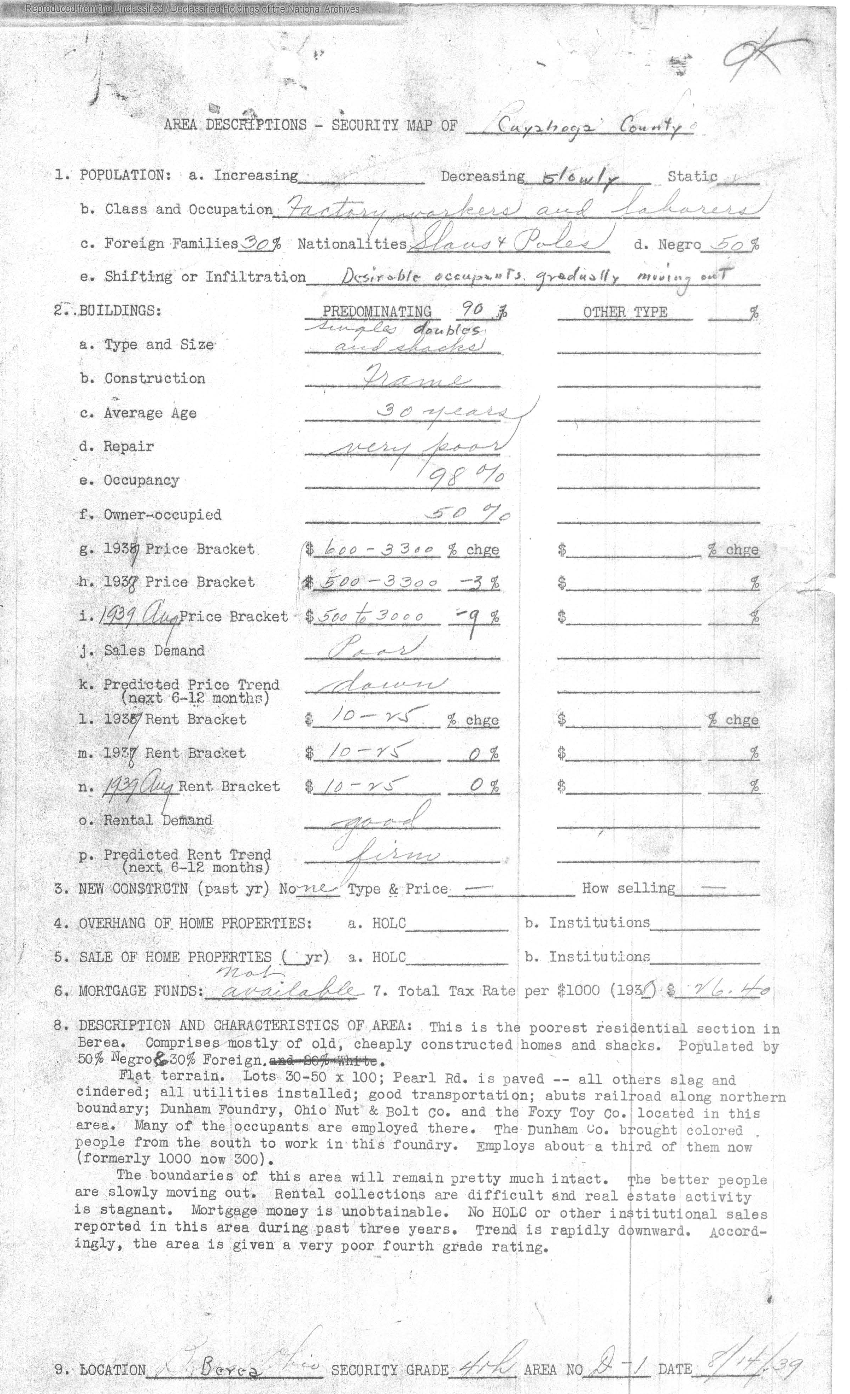 Reproduced from the Unclassified / Declassified Holdings of the National Archives
OK
AREA DESCRIPTIONS - SECURITY MAP OF Cuyahoga County
1. POPULATION: a. Increasing Decreasing slowly Static
b. Class and Occupation Factory workers and laborers
c. Foreign Families 30% Nationalities Slavs & Poles d. Negro 50%
e. Shifting or Infiltration Desirable occupants gradually moving out
2. BUILDINGS: PREDOMINATING 90 % OTHER TYPE %
singles doubles
a. Type and Size and shacks
b. Construction Frame
c. Average Age 30 years
d. Repair very poor
e. Occupancy 98 %
f. Owner-occupied 50 %
g. 193 Price Bracket $ 600 - 3300 % chge $ % chge
h. 193 Price Bracket $ 500 - 3300 -3 % $ %
i. 1939 Aug Price Bracket $ 500 to 3000 -9 % $ %
j. Sales Demand Poor
k. Predicted Price Trend down
(next 6-12 months)
l. 193 Rent Bracket $ 10 - 25 % chge $ % chge
m. 193 Rent Bracket $ 10 - 25 0 % $ %
n. 1939 Aug Rent Bracket $ 10 - 25 0 % $ %
o. Rental Demand good
p. Predicted Rent Trend firm
(next 6-12 months)
3. NEW CONSTRCTN (past yr) None Type & Price — How selling —
4. OVERHANG OF HOME PROPERTIES: a. HOLC b. Institutions
5. SALE OF HOME PROPERTIES ( yr) a. HOLC b. Institutions
not
6. MORTGAGE FUNDS: available 7. Total Tax Rate per $1000 (193 ) $ 26.40
8. DESCRIPTION AND CHARACTERISTICS OF AREA: This is the poorest residential section in
Berea. Comprises mostly of old, cheaply constructed homes and shacks. Populated by
50% Negro & 30% Foreign. and 20% White.
Flat terrain. Lots 30-50 x 100; Pearl Rd. is paved -- all others slag and
cindered; all utilities installed; good transportation; abuts railroad along northern
boundary; Dunham Foundry, Ohio Nut & Bolt Co. and the Foxy Toy Co. located in this
area. Many of the occupants are employed there. The Dunham Co. brought colored
people from the south to work in this foundry. Employs about a third of them now
(formerly 1000 now 300).
The boundaries of this area will remain pretty much intact. The better people
are slowly moving out. Rental collections are difficult and real estate activity
is stagnant. Mortgage money is unobtainable. No HOLC or other institutional sales
reported in this area during past three years. Trend is rapidly downward. Accord-
ingly, the area is given a very poor fourth grade rating.
9. LOCATION Berea Ohio SECURITY GRADE 4th AREA NO D-1 DATE 8/14/39